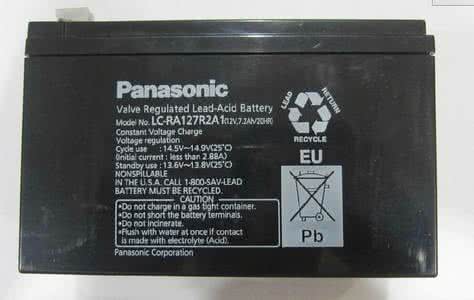 Panasonic
Valve Regulated Lead-Acid Battery
Model No. LC-RA127R2A1(12V,7.2Ah/20HR)
Constant Voltage Charge
Voltage regulation
Cycle use : 14.5V~14.9V(25°C)
(Initial current : less than 2.88A)
Standby use : 13.6V~13.8V(25°C)
NONSPILLABLE
IN THE U.S.A. CALL 1-800-SAV-LEAD
BATTERY MUST BE RECYCLED.
CAUTION
•Do not charge in a gas tight container.
•Do not short the battery terminals.
•Do not incinerate.
•Flush with water at once if contact
is made with electrolyte (Acid).
Panasonic Corporation
LEAD
RETURN
RECYCLE
EU
Pb